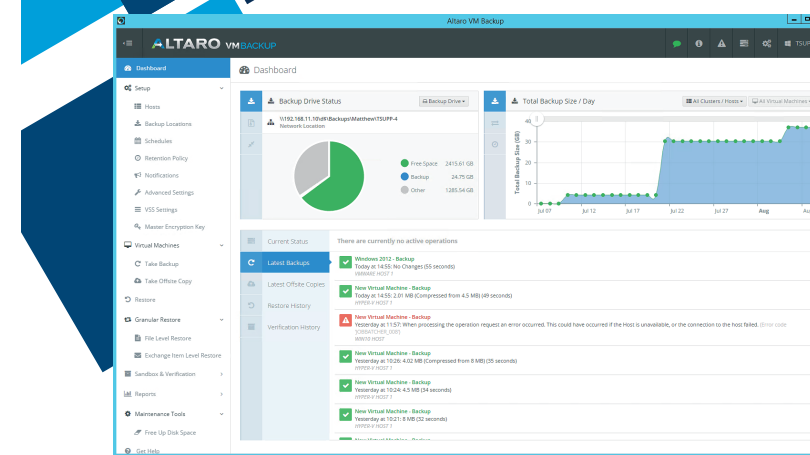 Altaro VM Backup
ALTARO VM BACKUP
Dashboard
Setup
Hosts
Backup Locations
Schedules
Retention Policy
Notifications
Advanced Settings
VSS Settings
Master Encryption Key
Virtual Machines
Take Backup
Take Offsite Copy
Restore
Granular Restore
File Level Restore
Exchange Item Level Restore
Sandbox & Verification
Reports
Maintenance Tools
Free Up Disk Space
Get Help
Dashboard
Backup Drive Status
Backup Drive
Network Location
Free Space 2415.61 GB
Backup 24.75 GB
Other 1285.54 GB
Total Backup Size / Day
All Clusters / Hosts
All Virtual Machines
Total Backup Size (GB)
40
30
20
10
0
Jul 07
Jul 12
Jul 17
Jul 22
Jul 27
Aug
Current Status
Latest Backups
Latest Offsite Copies
Restore History
Verification History
There are currently no active operations
Windows 2012 - Backup
Today at 14:55: No Changes (55 seconds)
VMWARE HOST 1
New Virtual Machine - Backup
Today at 14:55: 2.01 MB (Compressed from 4.5 MB) (49 seconds)
HYPER-V HOST 1
New Virtual Machine - Backup
Yesterday at 11:57: When processing the operation request an error occurred. This could have occurred if the Host is unavailable, or the connection to the host failed. (Error code
HOST
New Virtual Machine - Backup
Yesterday at 10:26: 4.02 MB (Compressed from 8 MB) (35 seconds)
HYPER-V HOST 1
New Virtual Machine - Backup
Yesterday at 10:24: 4.5 MB (34 seconds)
HYPER-V HOST 1
New Virtual Machine - Backup
Yesterday at 10:21: 8 MB (52 seconds)
HYPER-V HOST 1